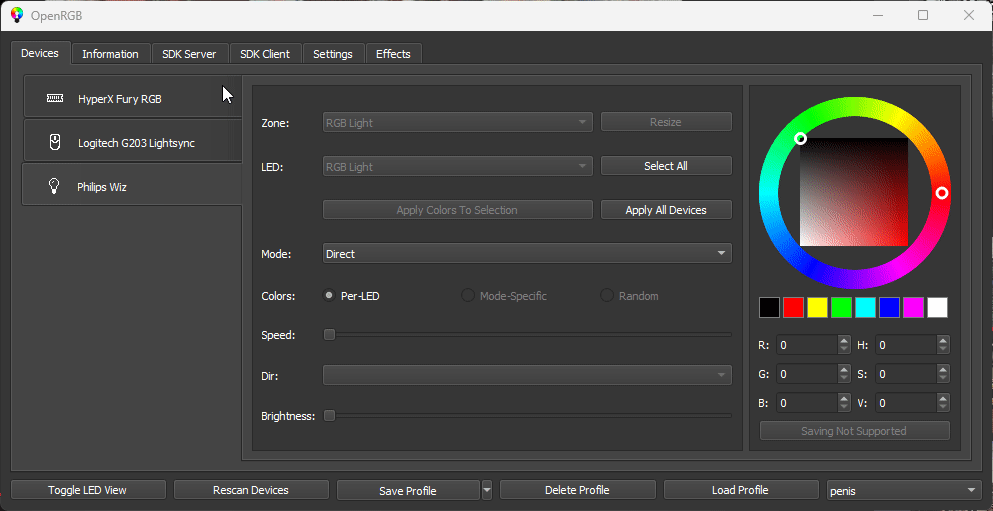 OpenRGB
Devices Information SDK Server SDK Client Settings Effects
HyperX Fury RGB
Logitech G203 Lightsync
Philips Wiz
Zone: RGB Light Resize
LED: RGB Light Select All
Apply Colors To Selection Apply All Devices
Mode: Direct
Colors: Per-LED Mode-Specific Random
Speed:
Dir:
Brightness:
R: 0 H: 0
G: 0 S: 0
B: 0 V: 0
Saving Not Supported
Toggle LED View Rescan Devices Save Profile Delete Profile Load Profile penis